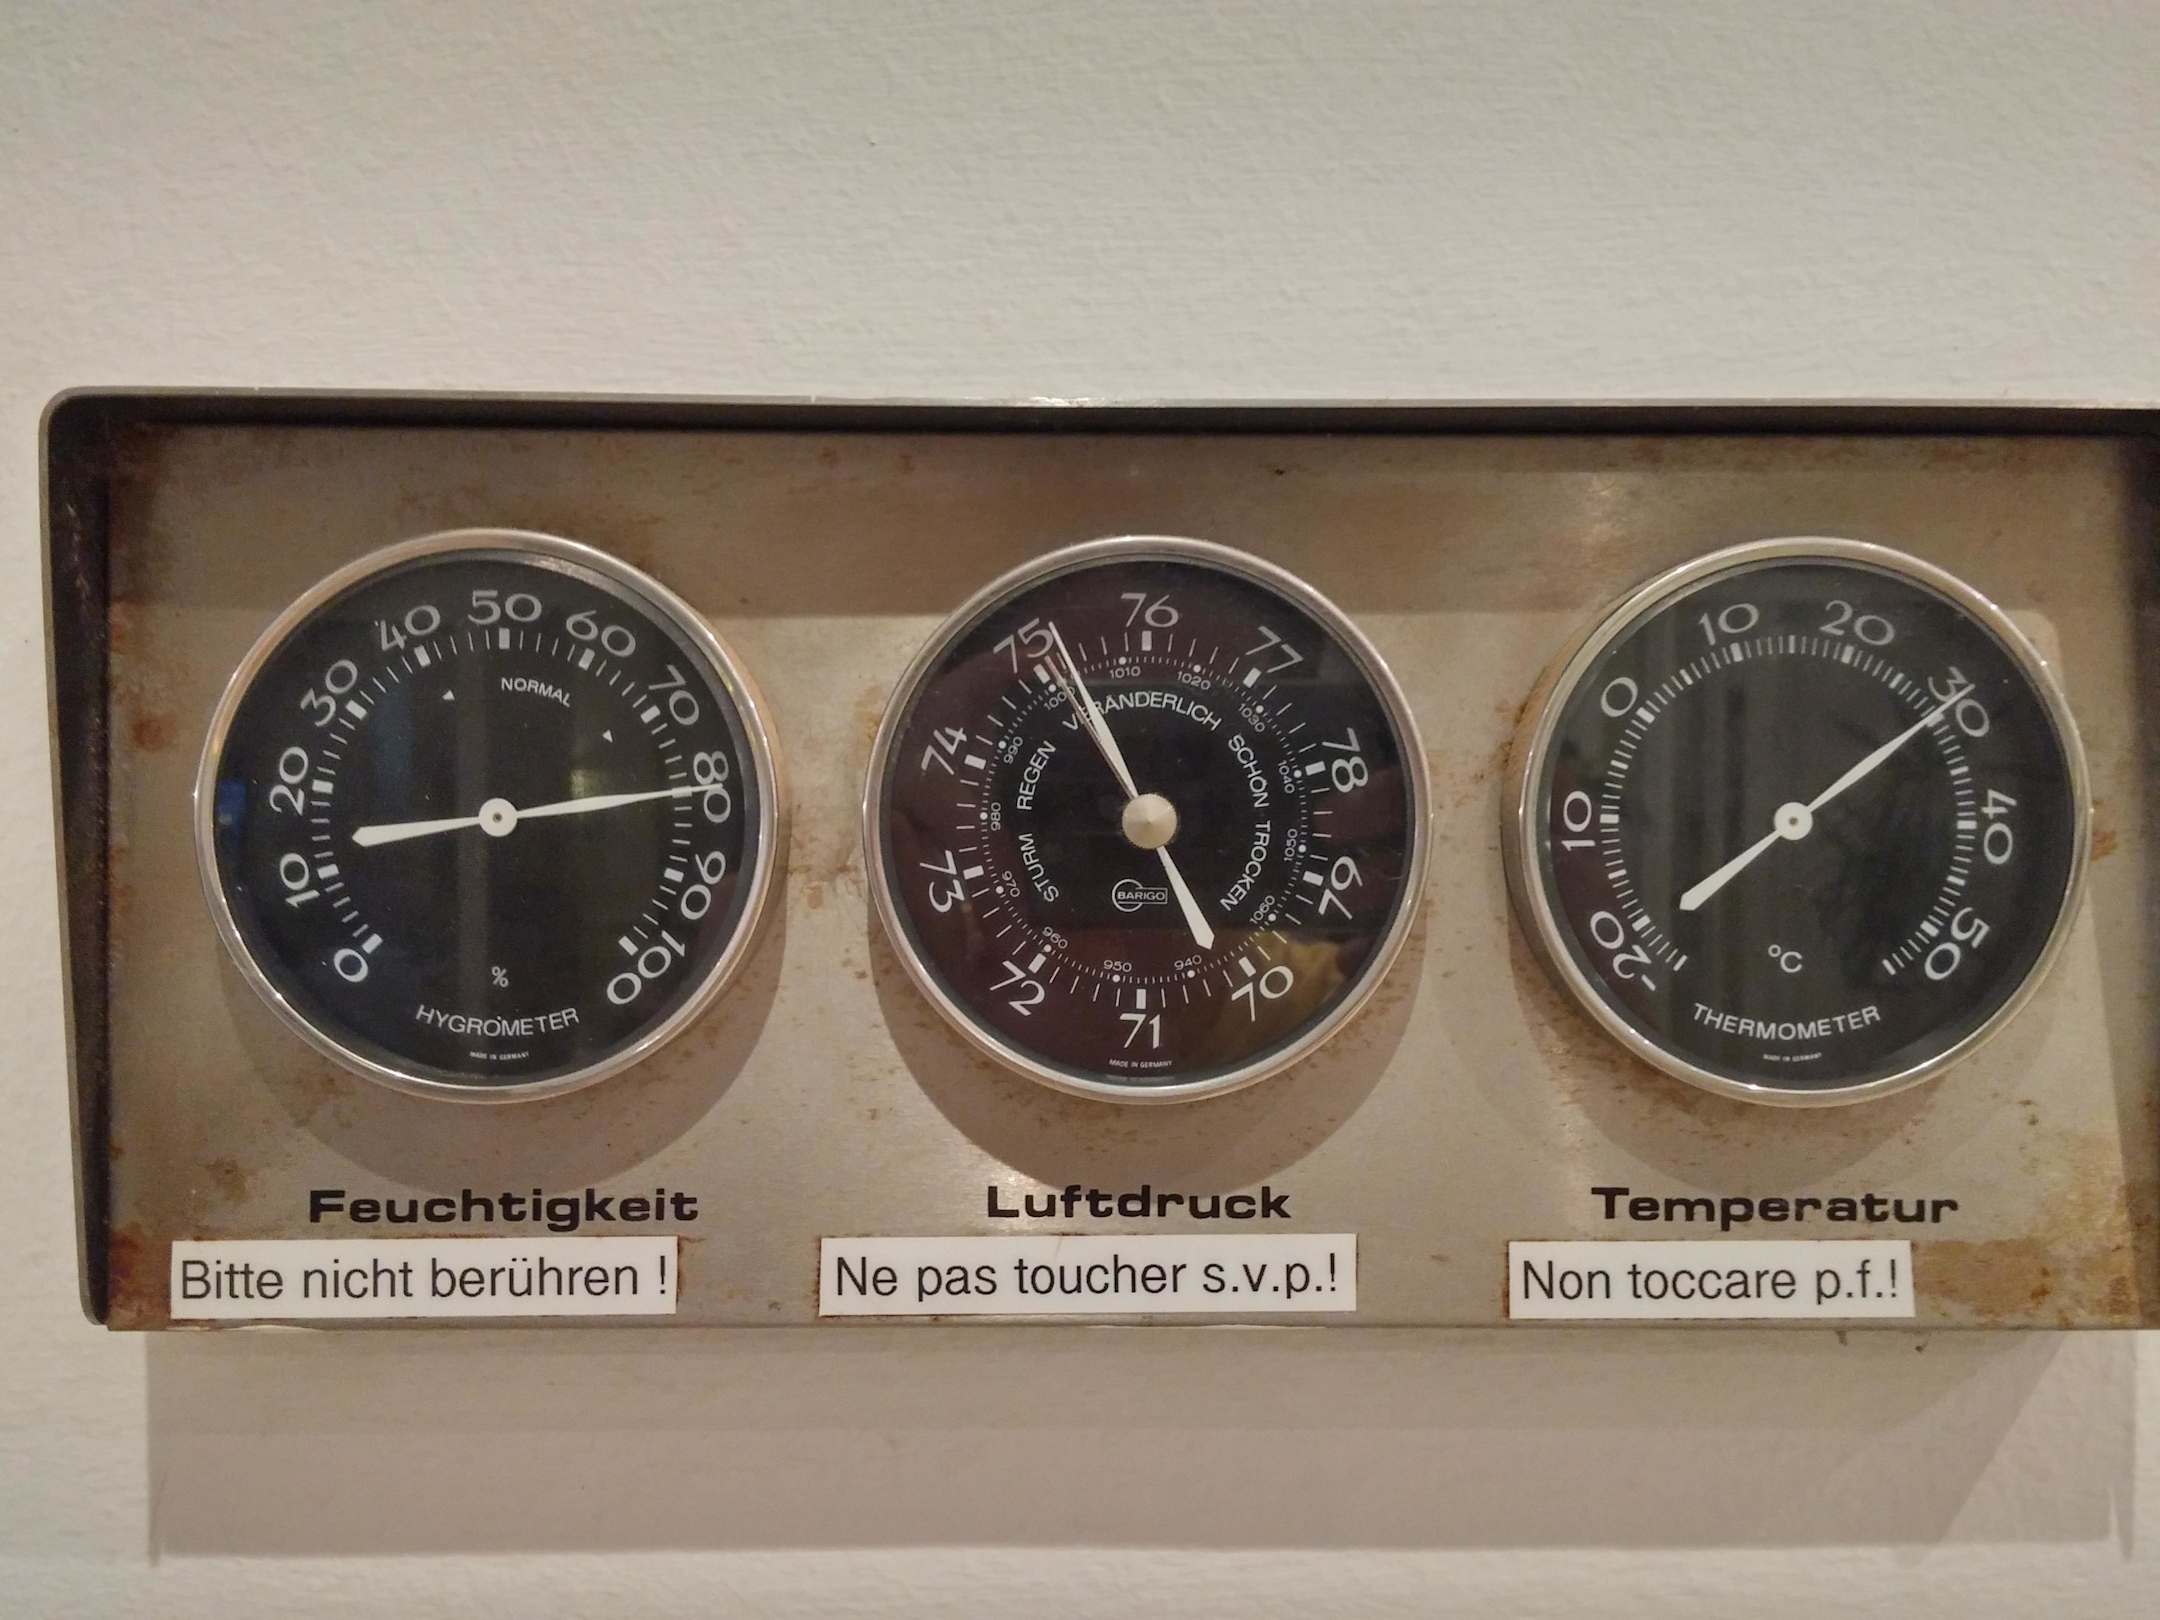 0
10
20
30
40
50
60
70
80
90
100
NORMAL
%
HYGROMETER
MADE IN GERMANY
70
71
72
73
74
75
76
77
78
79
940
950
960
970
980
990
1000
1010
1020
1030
1040
1050
1060
STURM REGEN VERÄNDERLICH SCHÖN TROCKEN
BARIGO
MADE IN GERMANY
-20
10
0
10
20
30
40
50
°C
THERMOMETER
MADE IN GERMANY
Feuchtigkeit
Luftdruck
Temperatur
Bitte nicht berühren !
Ne pas toucher s.v.p.!
Non toccare p.f.!